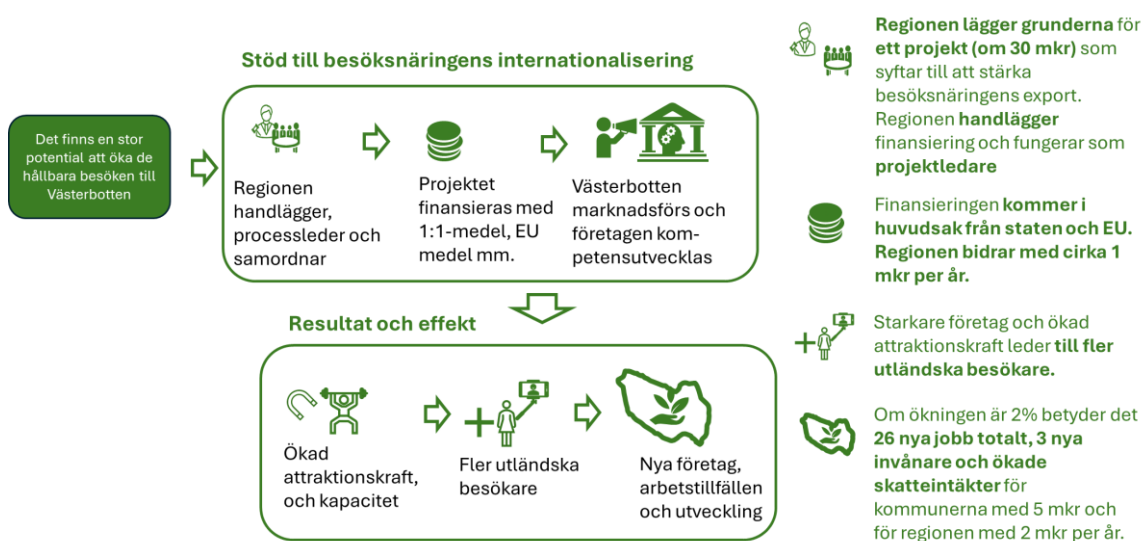 Stöd till besöksnäringens internationalisering
Det finns en stor
potential att öka de
hållbara besöken till
Västerbotten
Regionen
handlägger,
processleder och
samordnar
Projektet
finansieras med
1:1-medel, EU
medel mm.
Västerbotten
marknadsförs och
företagen kom-
petensutvecklas
Resultat och effekt
Ökad
attraktionskraft,
och kapacitet
Fler utländska
besökare
Nya företag,
arbetstillfällen
och utveckling
Regionen lägger grunderna för
ett projekt (om 30 mkr) som
syftar till att stärka
besöksnäringens export.
Regionen handlägger
finansiering och fungerar som
projektledare
Finansieringen kommer i
huvudsak från staten och EU.
Regionen bidrar med cirka 1
mkr per år.
Starkare företag och ökad
attraktionskraft leder till fler
utländska besökare.
Om ökningen är 2% betyder det
26 nya jobb totalt, 3 nya
invånare och ökade
skatteintäkter för
kommunerna med 5 mkr och
för regionen med 2 mkr per år.